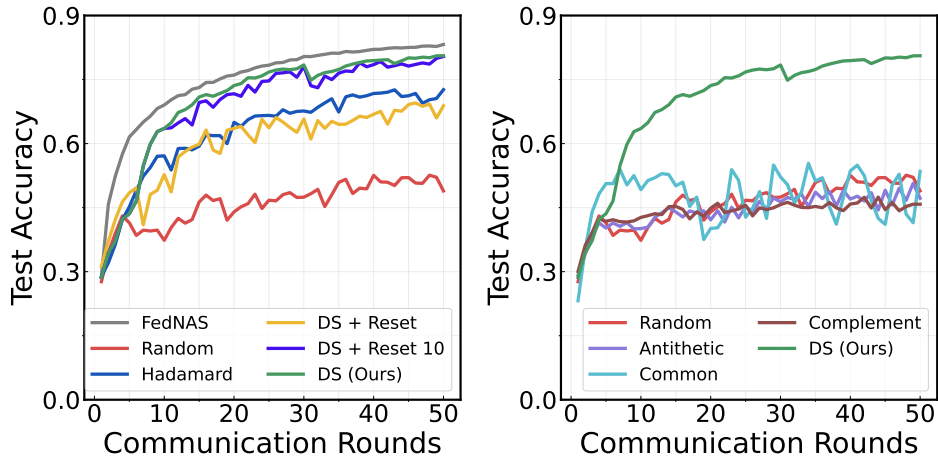 Test Accuracy
0.9
0.6
0.3
0.0
FedNAS
Random
Hadamard
DS + Reset
DS + Reset 10
DS (Ours)
0 10 20 30 40 50
Communication Rounds
Test Accuracy
0.9
0.6
0.3
0.0
Random
Antithetic
Common
Complement
DS (Ours)
0 10 20 30 40 50
Communication Rounds